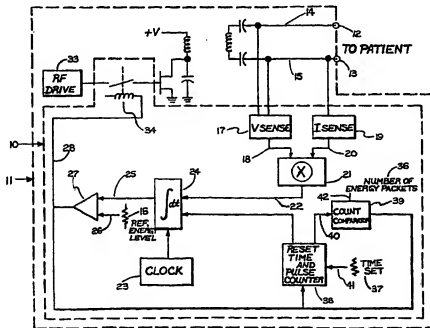 +V
14
12
TO PATIENT
13
15
33
RF
DRIVE
34
17
V SENSE
I SENSE
19
18
20
10
28
11
27
25
24
X
21
36
NUMBER OF
ENERGY PACKETS
∫dt
22
42
COUNT
COMPARER
39
26
16
REF. ENERGY
LEVEL
40
RESET
TIME
AND
PULSE
COUNTER
TIME
SET
37
CLOCK
23
41
38